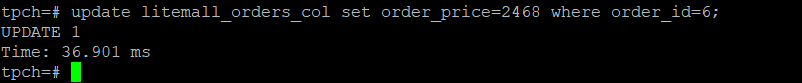 tpch=# update litemall_orders_col set order_price=2468 where order_id=6;
UPDATE 1
Time: 36.901 ms
tpch=#